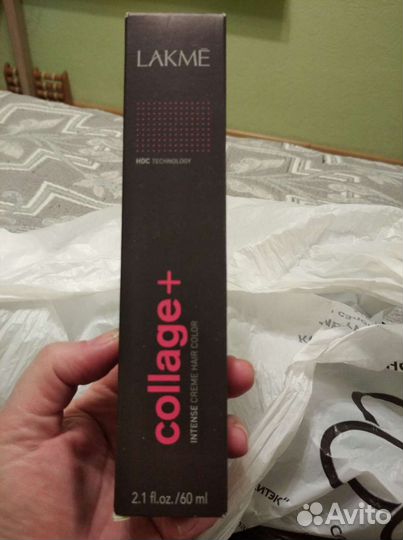 LAKMĒ
HDC TECHNOLOGY
collage+
INTENSE CREME HAIR COLOR
2.1 fl.oz./60 ml
Avito